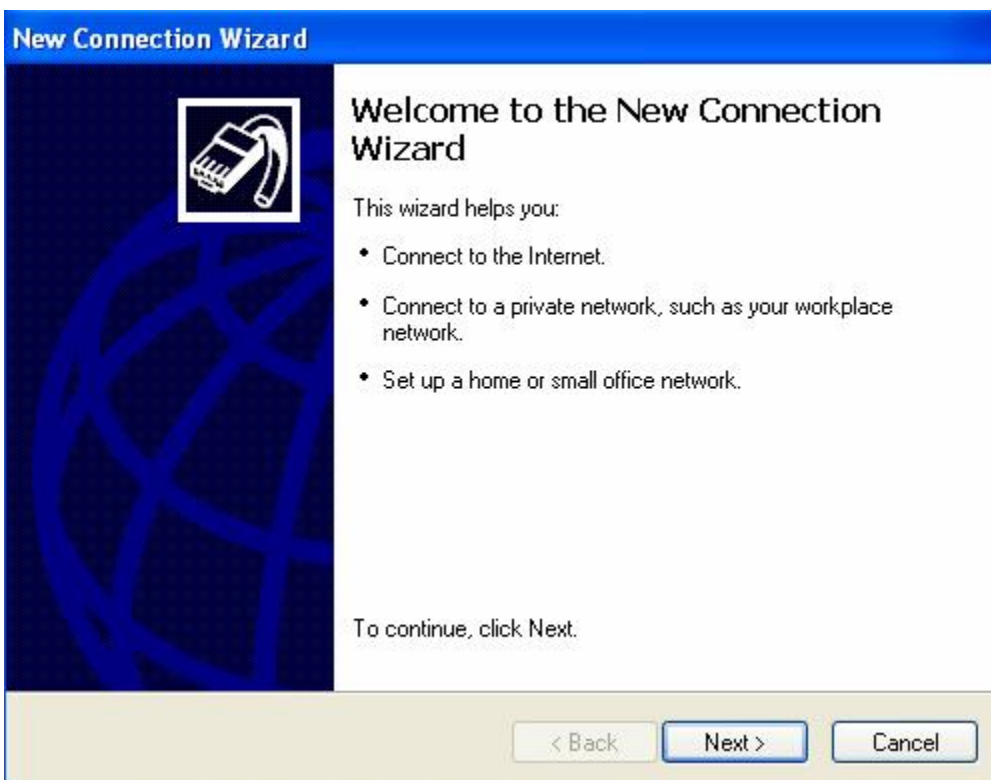 New Connection Wizard
Welcome to the New Connection
Wizard
This wizard helps you:
• Connect to the Internet.
• Connect to a private network, such as your workplace
network.
• Set up a home or small office network.
To continue, click Next.
< Back
Next >
Cancel